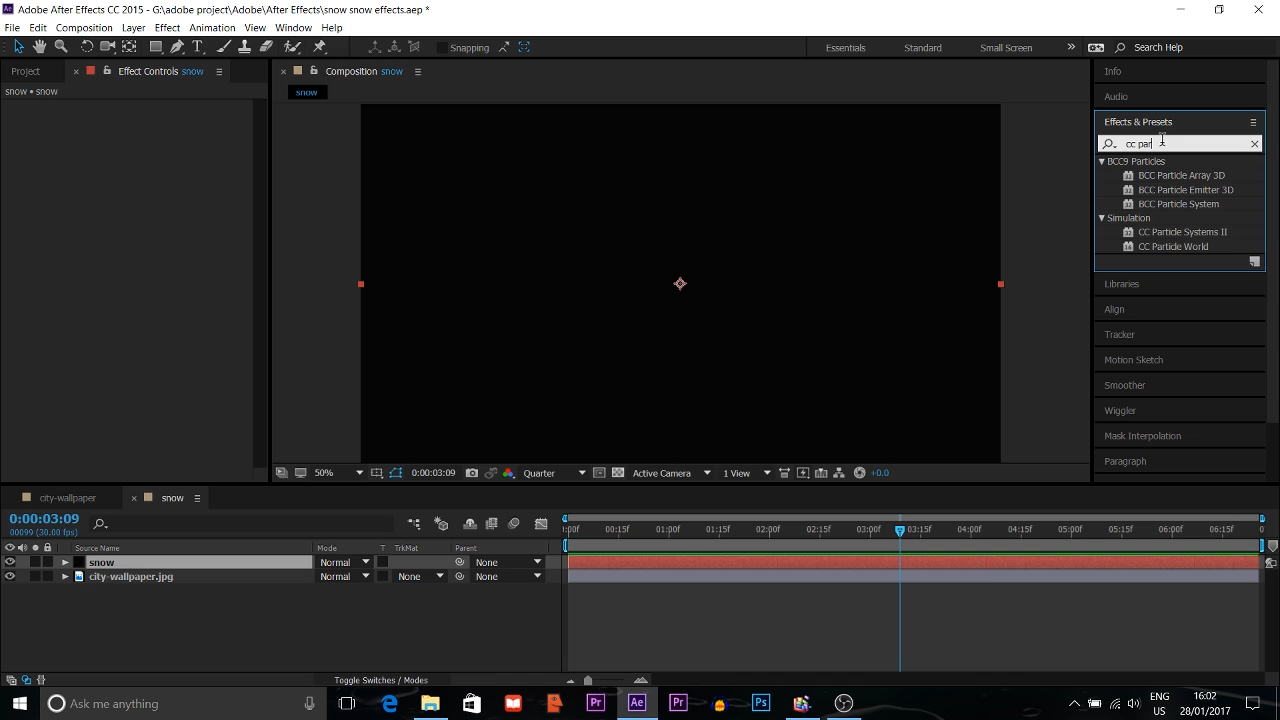 Adobe After Effects CC 2015 - G:\adobe project\Adobe\After Effects\snow snow effects.aep *
File Edit Composition Layer Effect Animation View Window Help
Snapping
Essentials Standard Small Screen » Search Help
Project × Effect Controls snow
snow • snow
× Composition snow
snow
Info
Audio
Effects & Presets
cc par
BCC9 Particles
BCC Particle Array 3D
BCC Particle Emitter 3D
BCC Particle System
Simulation
CC Particle Systems II
CC Particle World
Libraries
Align
Tracker
Motion Sketch
Smoother
Wiggler
Mask Interpolation
Paragraph
50% 0:00:03:09 Quarter Active Camera 1 View +0.0
city-wallpaper × snow
0:00:03:09
00099 (30.00 fps)
:00f 00:15f 01:00f 01:15f 02:00f 02:15f 03:00f 03:15f 04:00f 04:15f 05:00f 05:15f 06:00f 06:15f 0
Source Name Mode T TrkMat Parent
snow Normal None
city-wallpaper.jpg Normal None None
Toggle Switches / Modes
Ask me anything
Pr Ae Pr Ps
ENG
US
16:02
28/01/2017